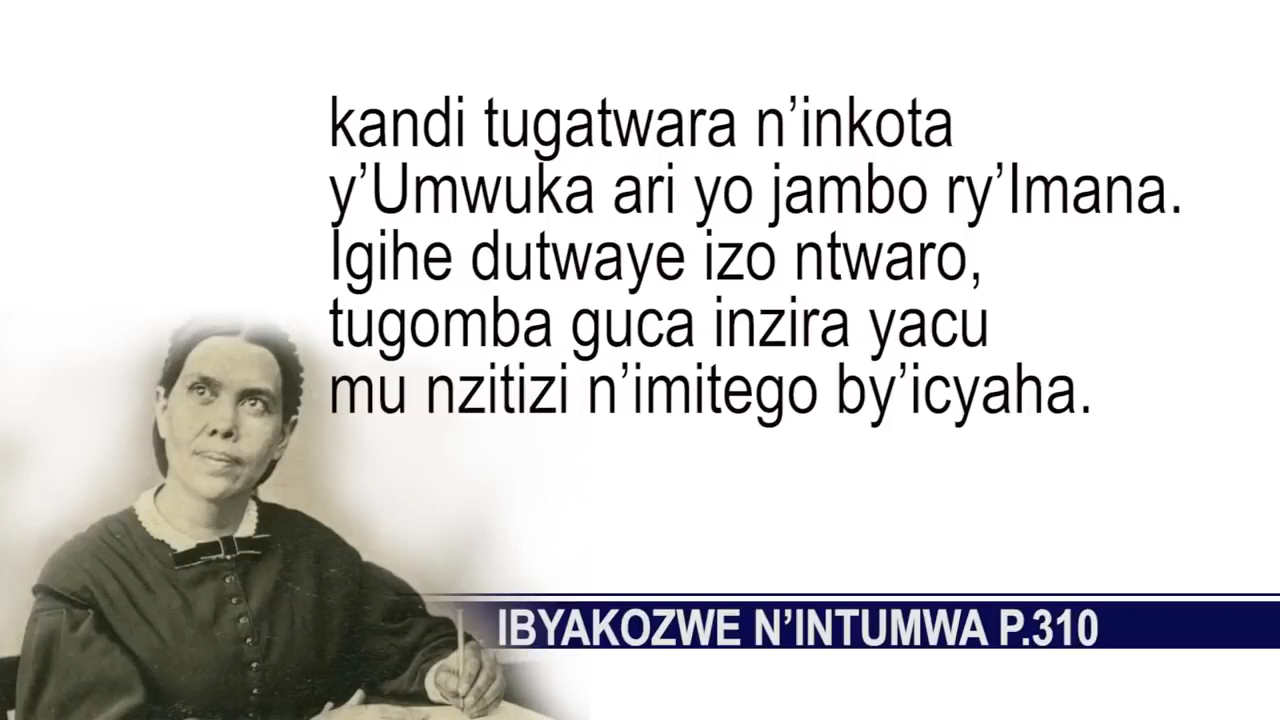 kandi tugatwara n’inkota
y’Umwuka ari yo jambo ry’Imana.
Igihe dutwaye izo ntwaro,
tugomba guca inzira yacu
mu nzitizi n’imitego by’icyaha.
IBYAKOZWE N’INTUMWA P.310